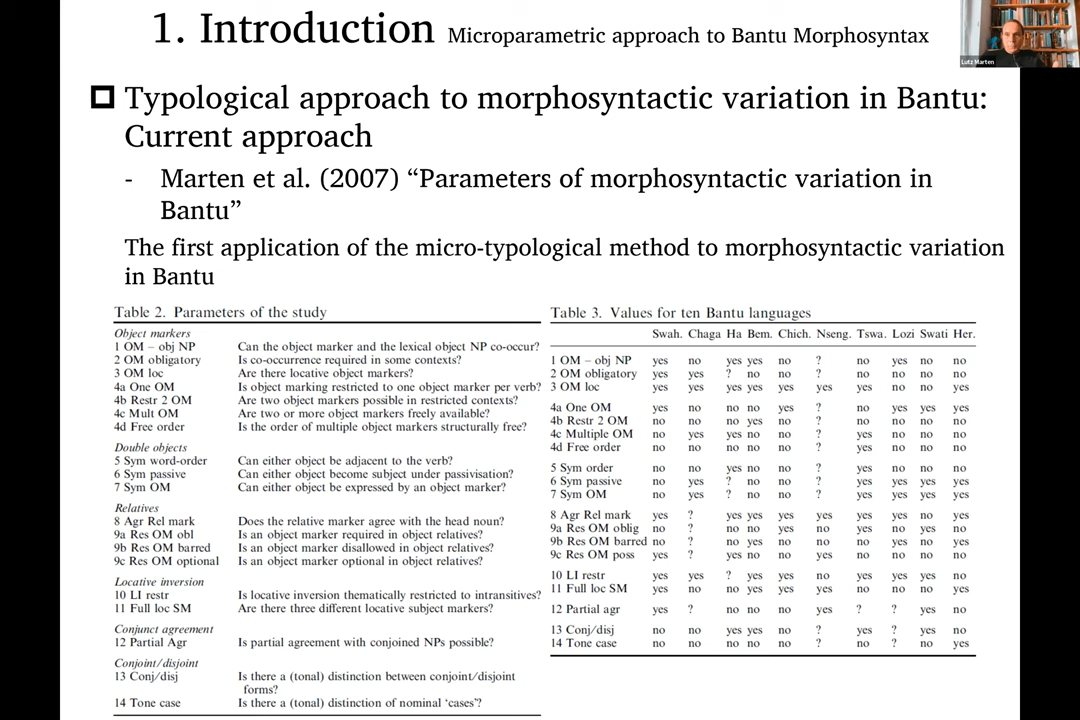 1. Introduction Microparametric approach to Bantu Morphosyntax
Lutz Marten
Typological approach to morphosyntactic variation in Bantu:
Current approach
- Marten et al. (2007) “Parameters of morphosyntactic variation in
Bantu”
The first application of the micro-typological method to morphosyntactic variation
in Bantu
Table 2. Parameters of the study
Object markers
1 OM – obj NP Can the object marker and the lexical object NP co-occur?
2 OM obligatory Is co-occurrence required in some contexts?
3 OM loc Are there locative object markers?
4a One OM Is object marking restricted to one object marker per verb?
4b Restr 2 OM Are two object markers possible in restricted contexts?
4c Mult OM Are two or more object markers freely available?
4d Free order Is the order of multiple object markers structurally free?
Double objects
5 Sym word-order Can either object be adjacent to the verb?
6 Sym passive Can either object become subject under passivisation?
7 Sym OM Can either object be expressed by an object marker?
Relatives
8 Agr Rel mark Does the relative marker agree with the head noun?
9a Res OM obl Is an object marker required in object relatives?
9b Res OM barred Is an object marker disallowed in object relatives?
9c Res OM optional Is an object marker optional in object relatives?
Locative inversion
10 LI restr Is locative inversion thematically restricted to intransitives?
11 Full loc SM Are there three different locative subject markers?
Conjunct agreement
12 Partial Agr Is partial agreement with conjoined NPs possible?
Conjoint/disjoint
13 Conj/disj Is there a (tonal) distinction between conjoint/disjoint
forms?
14 Tone case Is there a (tonal) distinction of nominal ‘cases’?
Table 3. Values for ten Bantu languages
Swah. Chaga Ha Bem. Chich. Nseng. Tswa. Lozi Swati Her.
1 OM – obj NP yes no yes yes no ? no yes no no
2 OM obligatory yes yes ? no no ? no no no no
3 OM loc yes yes yes yes yes yes yes no no yes
4a One OM yes no no no yes ? no yes yes yes
4b Restr 2 OM no no no yes no ? no no no no
4c Multiple OM no yes yes no no ? yes no no no
4d Free order no no no no no ? yes no no no
5 Sym order no no yes no no ? yes no no no
6 Sym passive no yes ? no no ? yes yes yes yes
7 Sym OM no yes ? no no ? yes yes yes yes
8 Agr Rel mark yes ? yes yes yes yes yes yes no yes
9a Res OM oblig no ? no no yes no yes no yes no
9b Res OM barred no ? no yes no no no yes no yes
9c Res OM poss yes ? yes no no yes no no no no
10 LI restr yes yes ? yes yes no yes yes yes no
11 Full loc SM yes no no yes yes yes no no no yes
12 Partial agr yes ? no no no yes ? ? yes no
13 Conj/disj no no yes yes no ? yes ? yes no
14 Tone case no no no no no ? no ? no yes